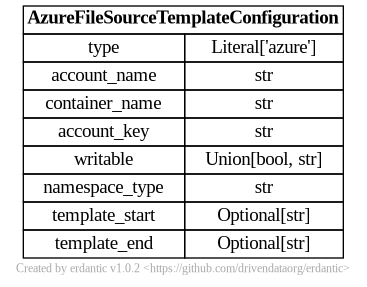 AzureFileSourceTemplateConfiguration
type Literal['azure']
account_name str
container_name str
account_key str
writable Union[bool, str]
namespace_type str
template_start Optional[str]
template_end Optional[str]
Created by erdantic v1.0.2 <https://github.com/drivendataorg/erdantic>